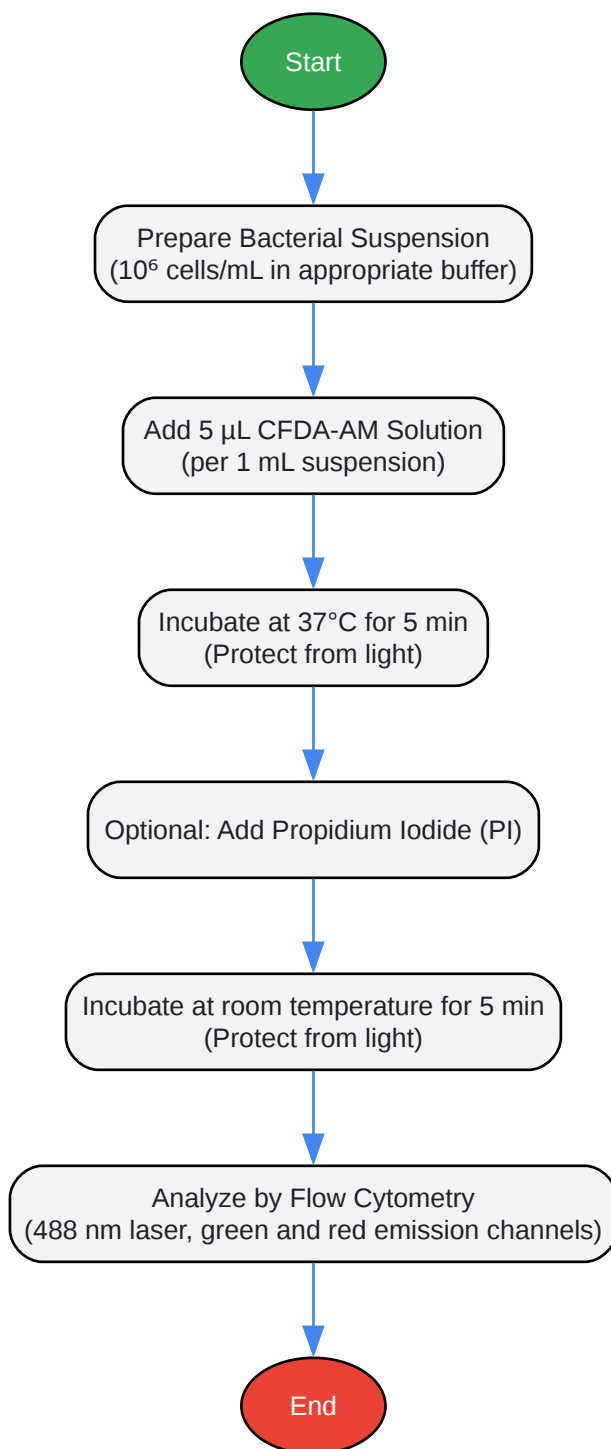 Start
Prepare Bacterial Suspension
(10⁶ cells/mL in appropriate buffer)
Add 5 µL CFDA-AM Solution
(per 1 mL suspension)
Incubate at 37°C for 5 min
(Protect from light)
Optional: Add Propidium Iodide (PI)
Incubate at room temperature for 5 min
(Protect from light)
Analyze by Flow Cytometry
(488 nm laser, green and red emission channels)
End